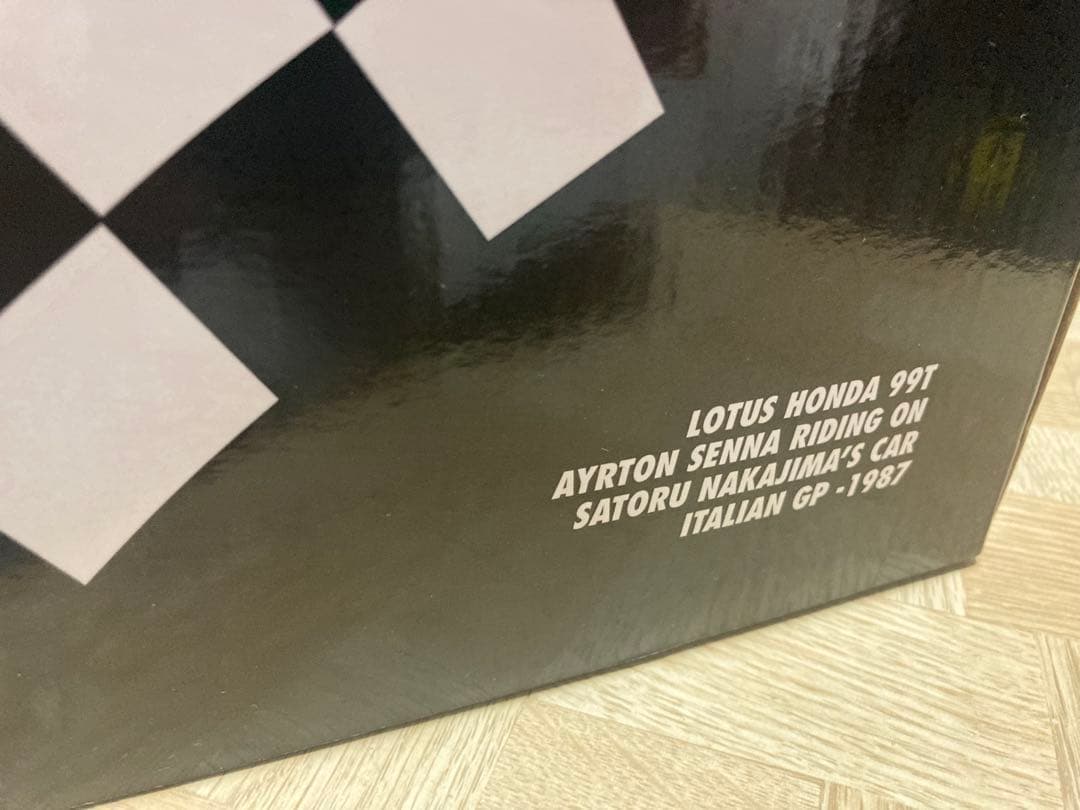 LOTUS HONDA 99T
AYRTON SENNA RIDING ON
SATORU NAKAJIMA'S CAR
ITALIAN GP -1987